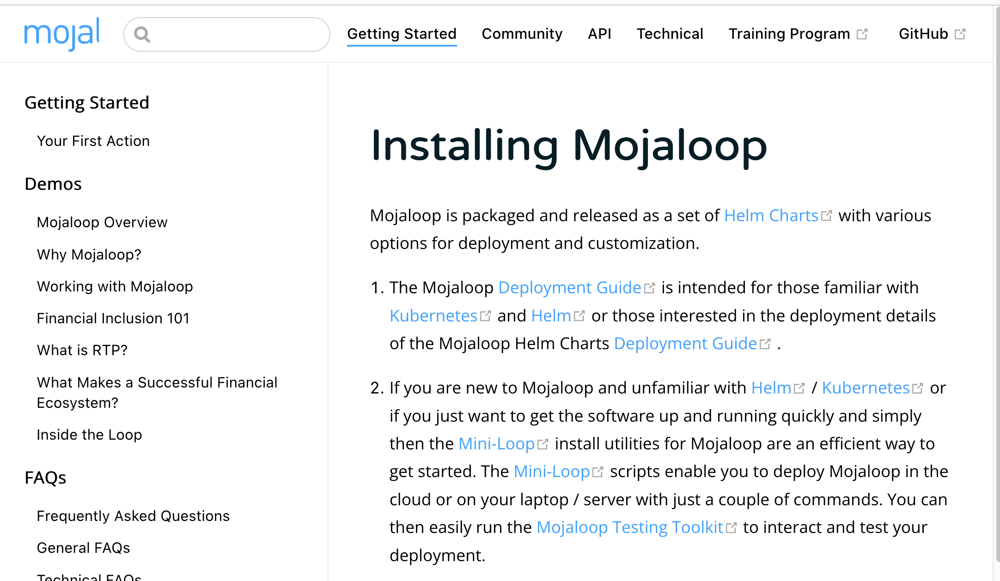 mojal
Getting Started Community API Technical Training Program GitHub
Getting Started
Your First Action
Demos
Mojaloop Overview
Why Mojaloop?
Working with Mojaloop
Financial Inclusion 101
What is RTP?
What Makes a Successful Financial
Ecosystem?
Inside the Loop
FAQs
Frequently Asked Questions
General FAQs
Technical FAQs
Installing Mojaloop
Mojaloop is packaged and released as a set of Helm Charts with various
options for deployment and customization.
1. The Mojaloop Deployment Guide is intended for those familiar with
Kubernetes and Helm or those interested in the deployment details
of the Mojaloop Helm Charts Deployment Guide .
2. If you are new to Mojaloop and unfamiliar with Helm / Kubernetes or
if you just want to get the software up and running quickly and simply
then the Mini-Loop install utilities for Mojaloop are an efficient way to
get started. The Mini-Loop scripts enable you to deploy Mojaloop in the
cloud or on your laptop / server with just a couple of commands. You can
then easily run the Mojaloop Testing Toolkit to interact and test your
deployment.